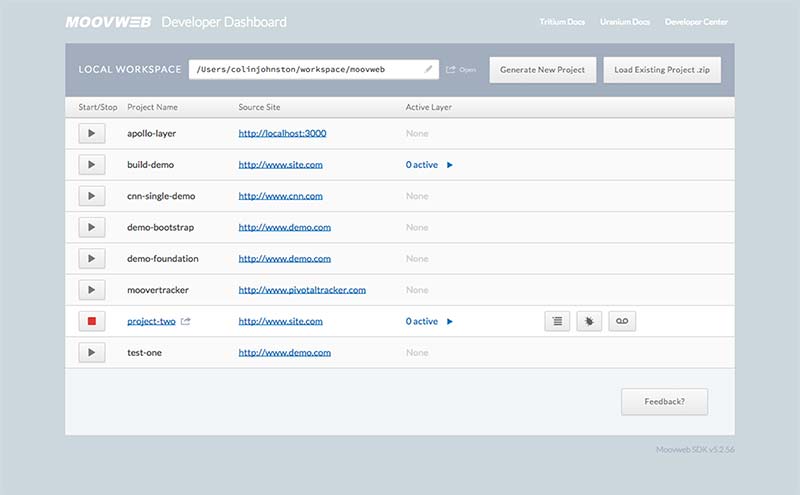 MOOVWEB Developer Dashboard Tritium Docs Uranium Docs Developer Center
LOCAL WORKSPACE /Users/colinjohnston/workspace/moovweb Open Generate New Project Load Existing Project .zip
Start/Stop Project Name Source Site Active Layer
apollo-layer http://localhost:3000 None
build-demo http://www.site.com 0 active
cnn-single-demo http://www.cnn.com None
demo-bootstrap http://www.demo.com None
demo-foundation http://www.demo.com None
moovertracker http://www.pivotaltracker.com None
project-two http://www.site.com 0 active
test-one http://www.demo.com None
Feedback?
Moovweb SDK v5.2.56